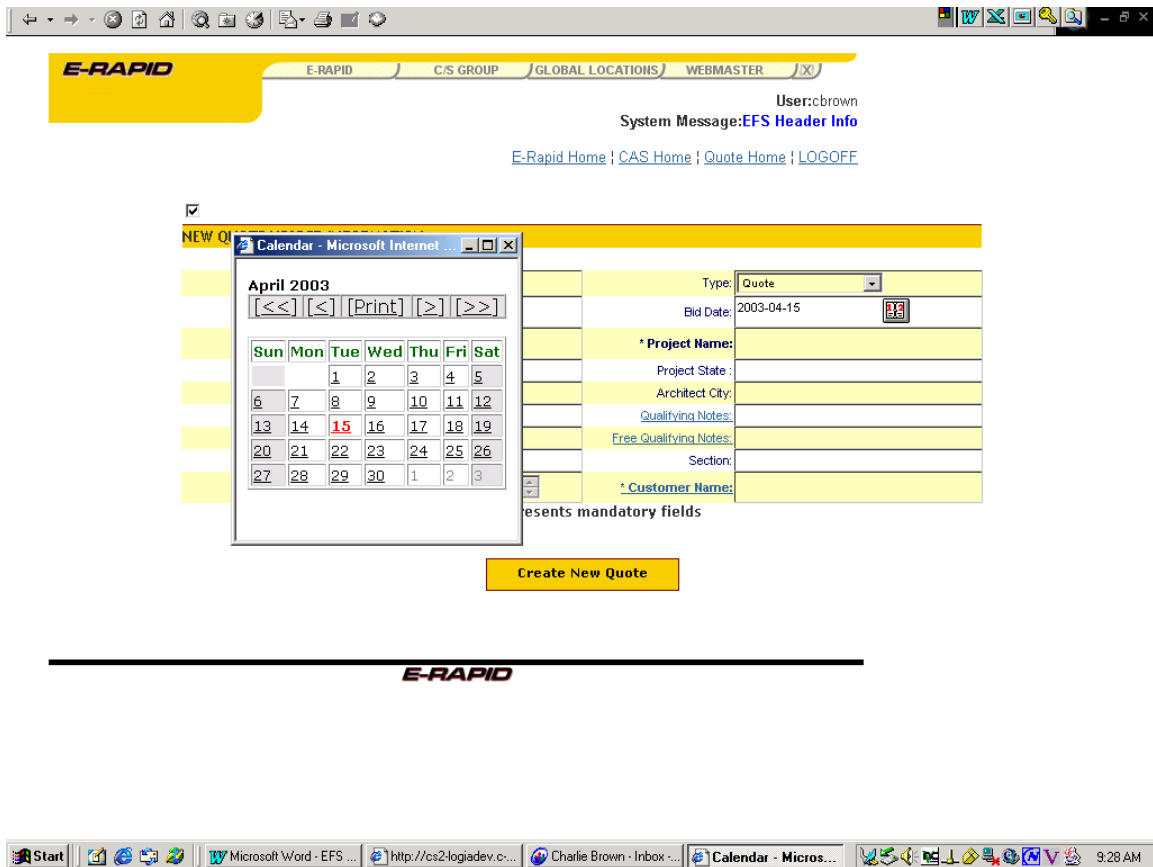 E-RAPID
E-RAPID
C/S GROUP
GLOBAL LOCATIONS
WEBMASTER
[X]
User:cbrown
System Message:EFS Header Info
E-Rapid Home ¦ CAS Home ¦ Quote Home ¦ LOGOFF
NEW
Calendar - Microsoft Internet ...
April 2003
[<<] [<] [Print] [>] [>>]
Sun Mon Tue Wed Thu Fri Sat
1 2 3 4 5
6 7 8 9 10 11 12
13 14 15 16 17 18 19
20 21 22 23 24 25 26
27 28 29 30 1 2 3
Type: Quote
Bid Date: 2003-04-15
* Project Name:
Project State :
Architect City:
Qualifying Notes:
Free Qualifying Notes:
Section:
* Customer Name:
mandatory fields
Create New Quote
E-RAPID
Start
Microsoft Word - EFS ...
http://cs2-logiadev.c-...
Charlie Brown - Inbox -...
Calendar - Micros...
9:28 AM